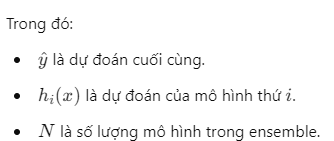 Trong đó:
• ŷ là dự đoán cuối cùng.
• hᵢ(x) là dự đoán của mô hình thứ i.
• N là số lượng mô hình trong ensemble.